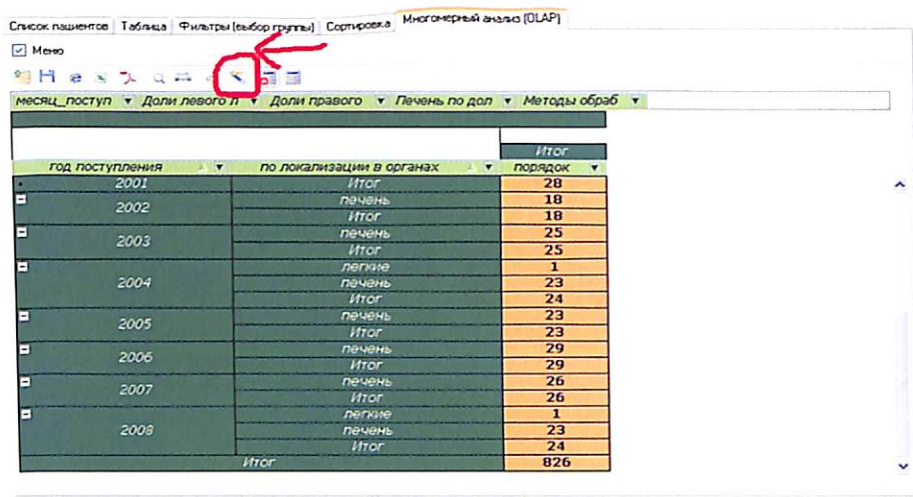 Список пациентов Таблица Фильтры (выбор группы) Сортировка Многомерный анализ (OLAP)
Меню
месяц_поступ Доли левого л Доли правого Печень по дол Методы обраб
Итог
год поступления по локализации в органах порядок
2001 Итог 28
2002 печень 18
Итог 18
2003 печень 25
Итог 25
2004 легкие 1
печень 23
Итог 24
2005 печень 23
Итог 23
2006 печень 29
Итог 29
2007 печень 26
Итог 26
2008 легкие 1
печень 23
Итог 24
Итог 826